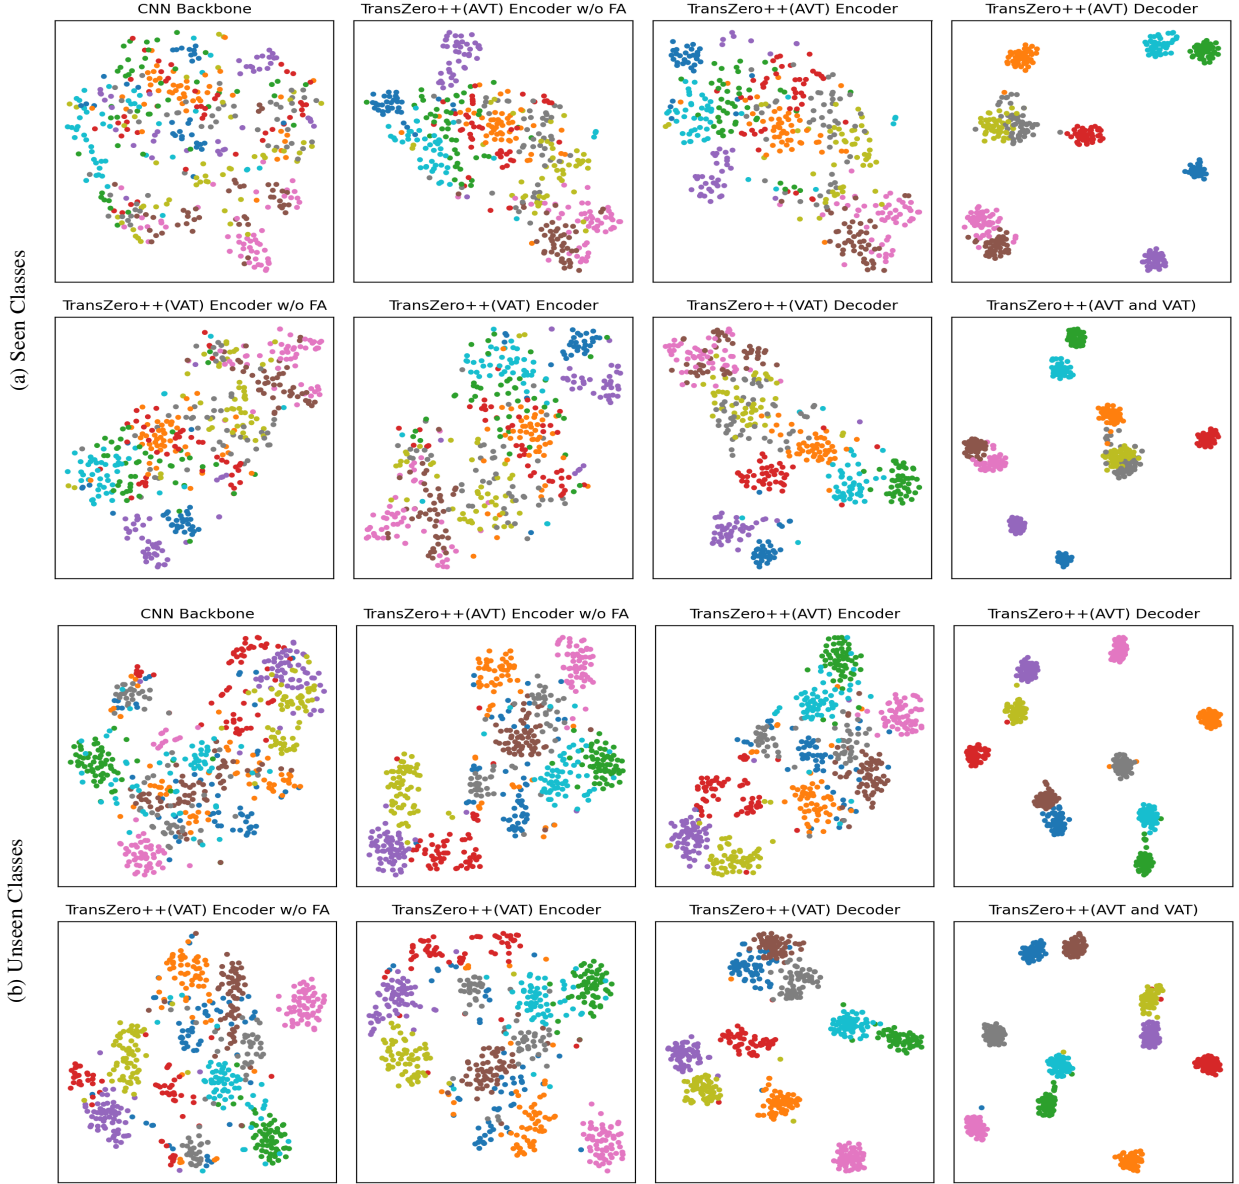 CNN Backbone
TransZero++(AVT) Encoder w/o FA
TransZero++(AVT) Encoder
TransZero++(AVT) Decoder
(a) Seen Classes
TransZero++(VAT) Encoder w/o FA
TransZero++(VAT) Encoder
TransZero++(VAT) Decoder
TransZero++(AVT and VAT)
CNN Backbone
TransZero++(AVT) Encoder w/o FA
TransZero++(AVT) Encoder
TransZero++(AVT) Decoder
(b) Unseen Classes
TransZero++(VAT) Encoder w/o FA
TransZero++(VAT) Encoder
TransZero++(VAT) Decoder
TransZero++(AVT and VAT)